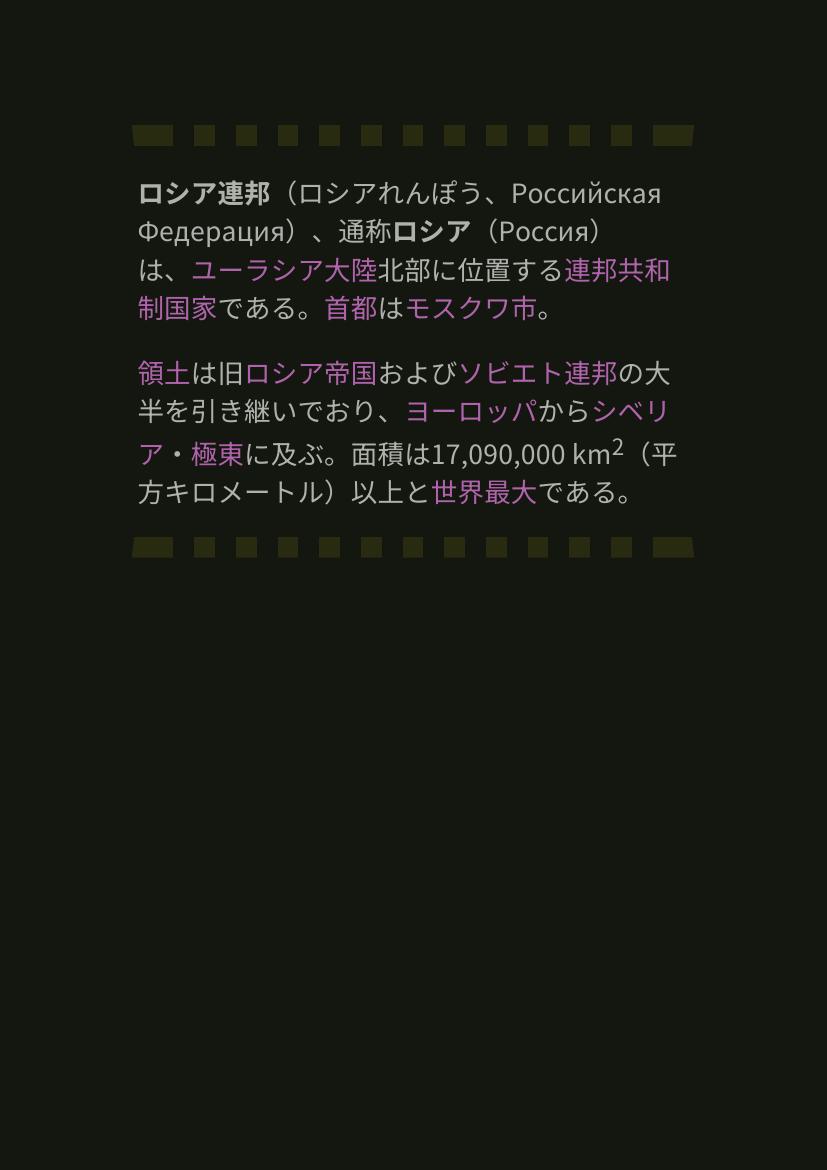 ロシア連邦（ロシアれんぽう、Российская
Федерация）、通称ロシア（Россия）
は、ユーラシア大陸北部に位置する連邦共和
制国家である。首都はモスクワ市。
領土は旧ロシア帝国およびソビエト連邦の大
半を引き継いでおり、ヨーロッパからシベリ
ア・極東に及ぶ。面積は17,090,000 km²（平
方キロメートル）以上と世界最大である。